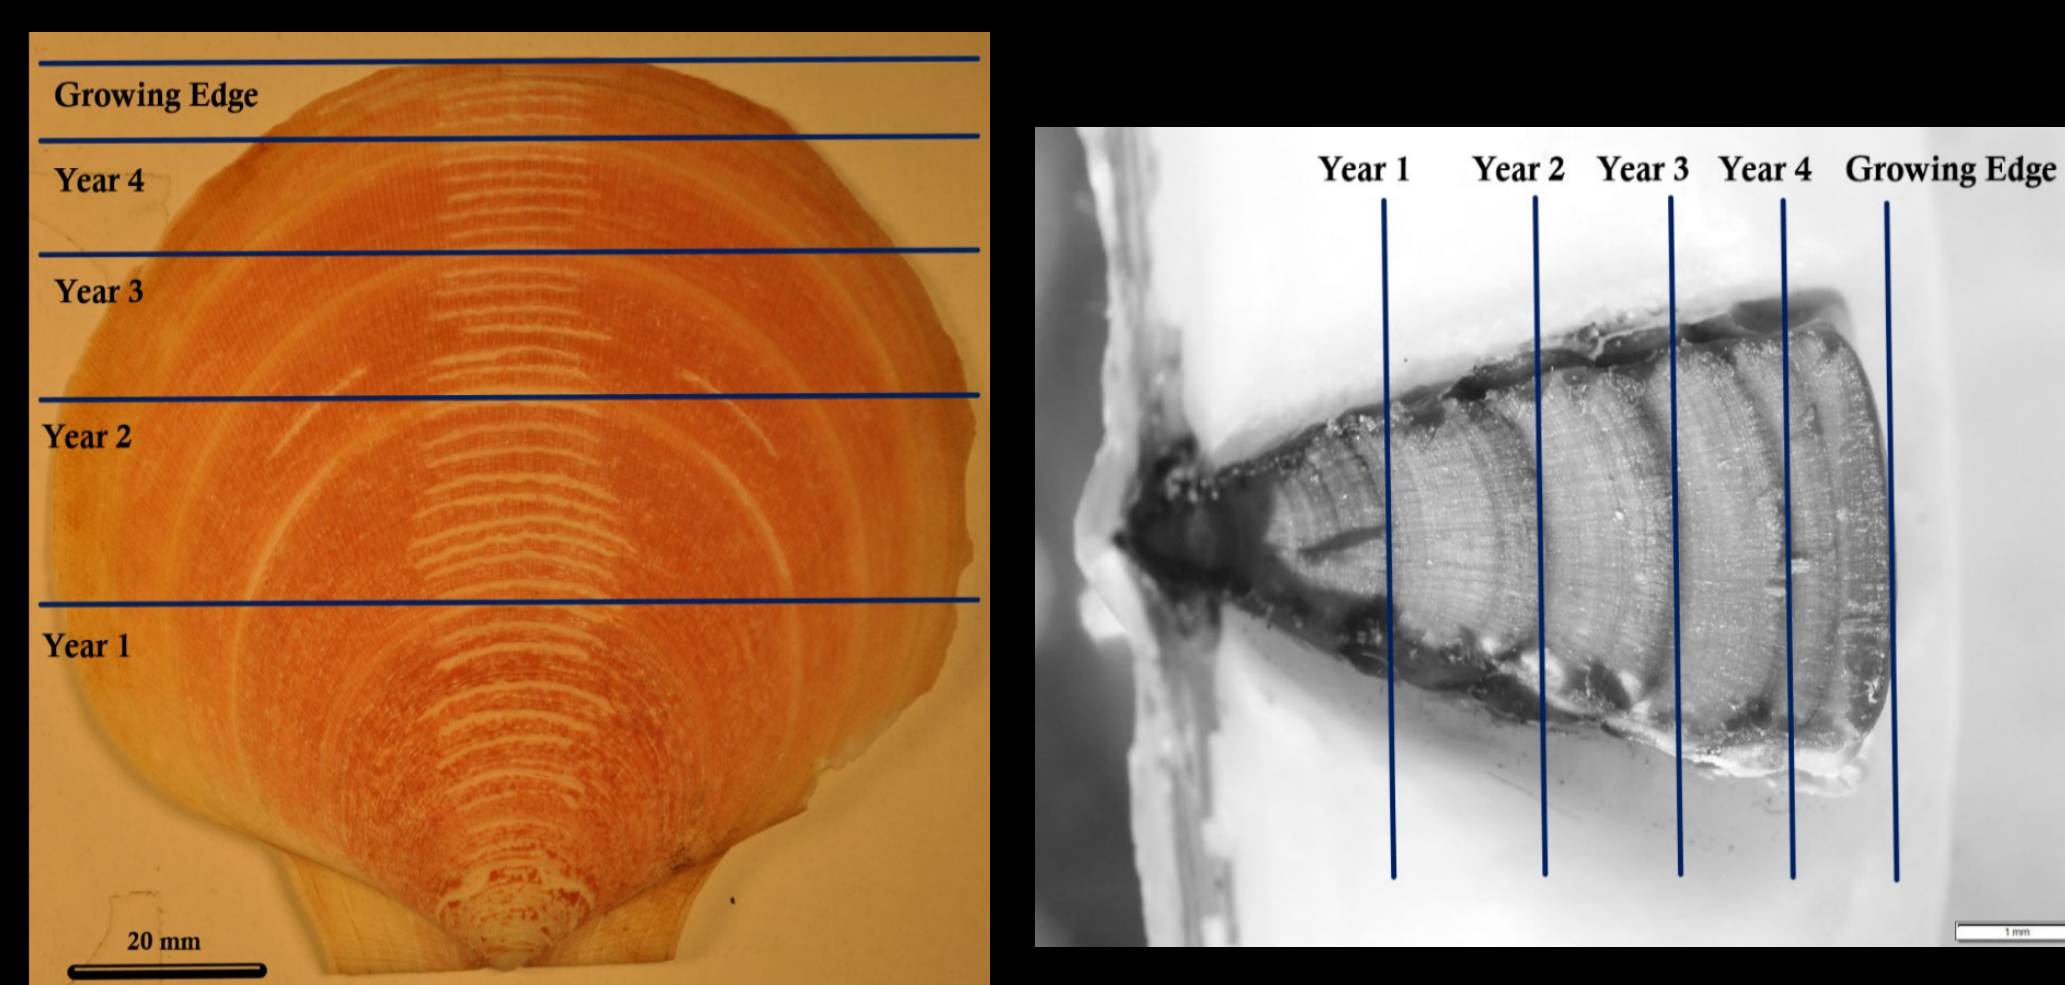 Growing Edge
Year 4
Year 3
Year 2
Year 1
20 mm
Year 1 Year 2 Year 3 Year 4 Growing Edge
1 mm